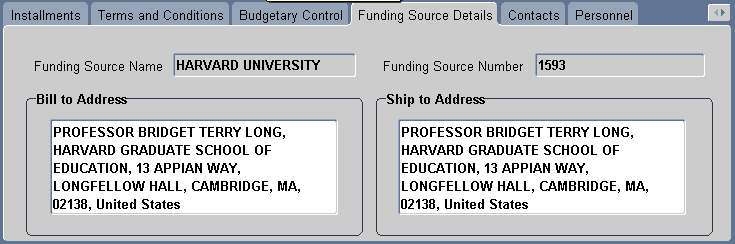 Installments Terms and Conditions Budgetary Control Funding Source Details Contacts Personnel
Funding Source Name HARVARD UNIVERSITY Funding Source Number 1593
Bill to Address
PROFESSOR BRIDGET TERRY LONG,
HARVARD GRADUATE SCHOOL OF
EDUCATION, 13 APPIAN WAY,
LONGFELLOW HALL, CAMBRIDGE, MA,
02138, United States
Ship to Address
PROFESSOR BRIDGET TERRY LONG,
HARVARD GRADUATE SCHOOL OF
EDUCATION, 13 APPIAN WAY,
LONGFELLOW HALL, CAMBRIDGE, MA,
02138, United States